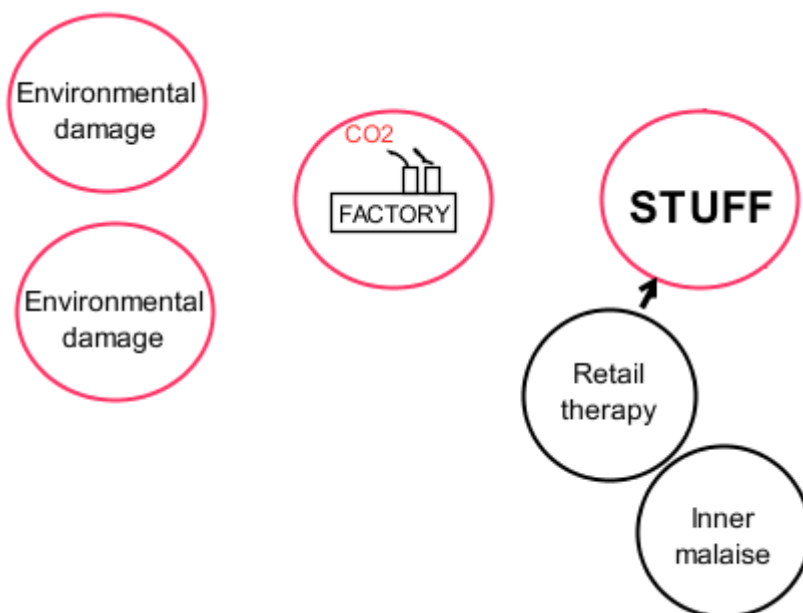 Environmental
damage
CO2
FACTORY
STUFF
Environmental
damage
Retail
therapy
Inner
malaise